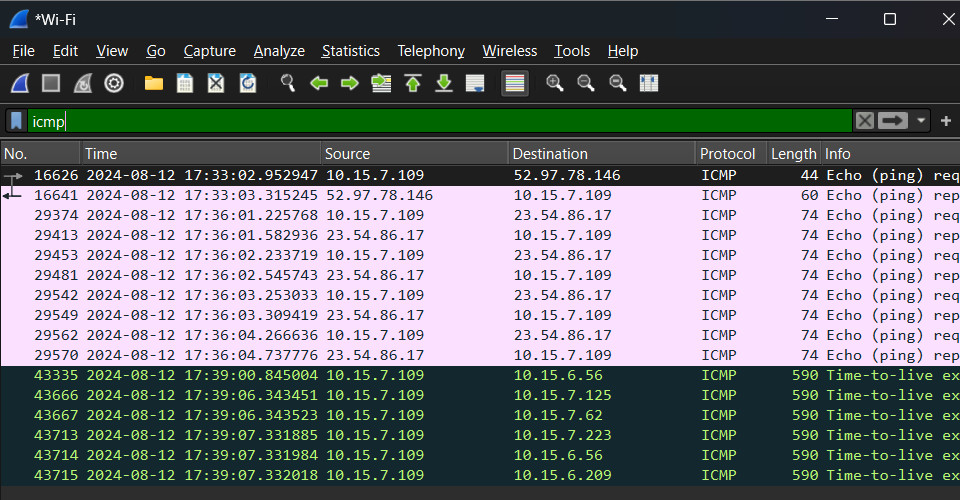 *Wi-Fi
File Edit View Go Capture Analyze Statistics Telephony Wireless Tools Help
icmp
No. Time Source Destination Protocol Length Info
16626 2024-08-12 17:33:02.952947 10.15.7.109 52.97.78.146 ICMP 44 Echo (ping) req
16641 2024-08-12 17:33:03.315245 52.97.78.146 10.15.7.109 ICMP 60 Echo (ping) rep
29374 2024-08-12 17:36:01.225768 10.15.7.109 23.54.86.17 ICMP 74 Echo (ping) req
29413 2024-08-12 17:36:01.582936 23.54.86.17 10.15.7.109 ICMP 74 Echo (ping) rep
29453 2024-08-12 17:36:02.233719 10.15.7.109 23.54.86.17 ICMP 74 Echo (ping) req
29481 2024-08-12 17:36:02.545743 23.54.86.17 10.15.7.109 ICMP 74 Echo (ping) rep
29542 2024-08-12 17:36:03.253033 10.15.7.109 23.54.86.17 ICMP 74 Echo (ping) req
29549 2024-08-12 17:36:03.309419 23.54.86.17 10.15.7.109 ICMP 74 Echo (ping) rep
29562 2024-08-12 17:36:04.266636 10.15.7.109 23.54.86.17 ICMP 74 Echo (ping) req
29570 2024-08-12 17:36:04.737776 23.54.86.17 10.15.7.109 ICMP 74 Echo (ping) rep
43335 2024-08-12 17:39:00.845004 10.15.7.109 10.15.6.56 ICMP 590 Time-to-live ex
43666 2024-08-12 17:39:06.343451 10.15.7.109 10.15.7.125 ICMP 590 Time-to-live ex
43667 2024-08-12 17:39:06.343523 10.15.7.109 10.15.7.62 ICMP 590 Time-to-live ex
43713 2024-08-12 17:39:07.331885 10.15.7.109 10.15.7.223 ICMP 590 Time-to-live ex
43714 2024-08-12 17:39:07.331984 10.15.7.109 10.15.6.56 ICMP 590 Time-to-live ex
43715 2024-08-12 17:39:07.332018 10.15.7.109 10.15.6.209 ICMP 590 Time-to-live ex